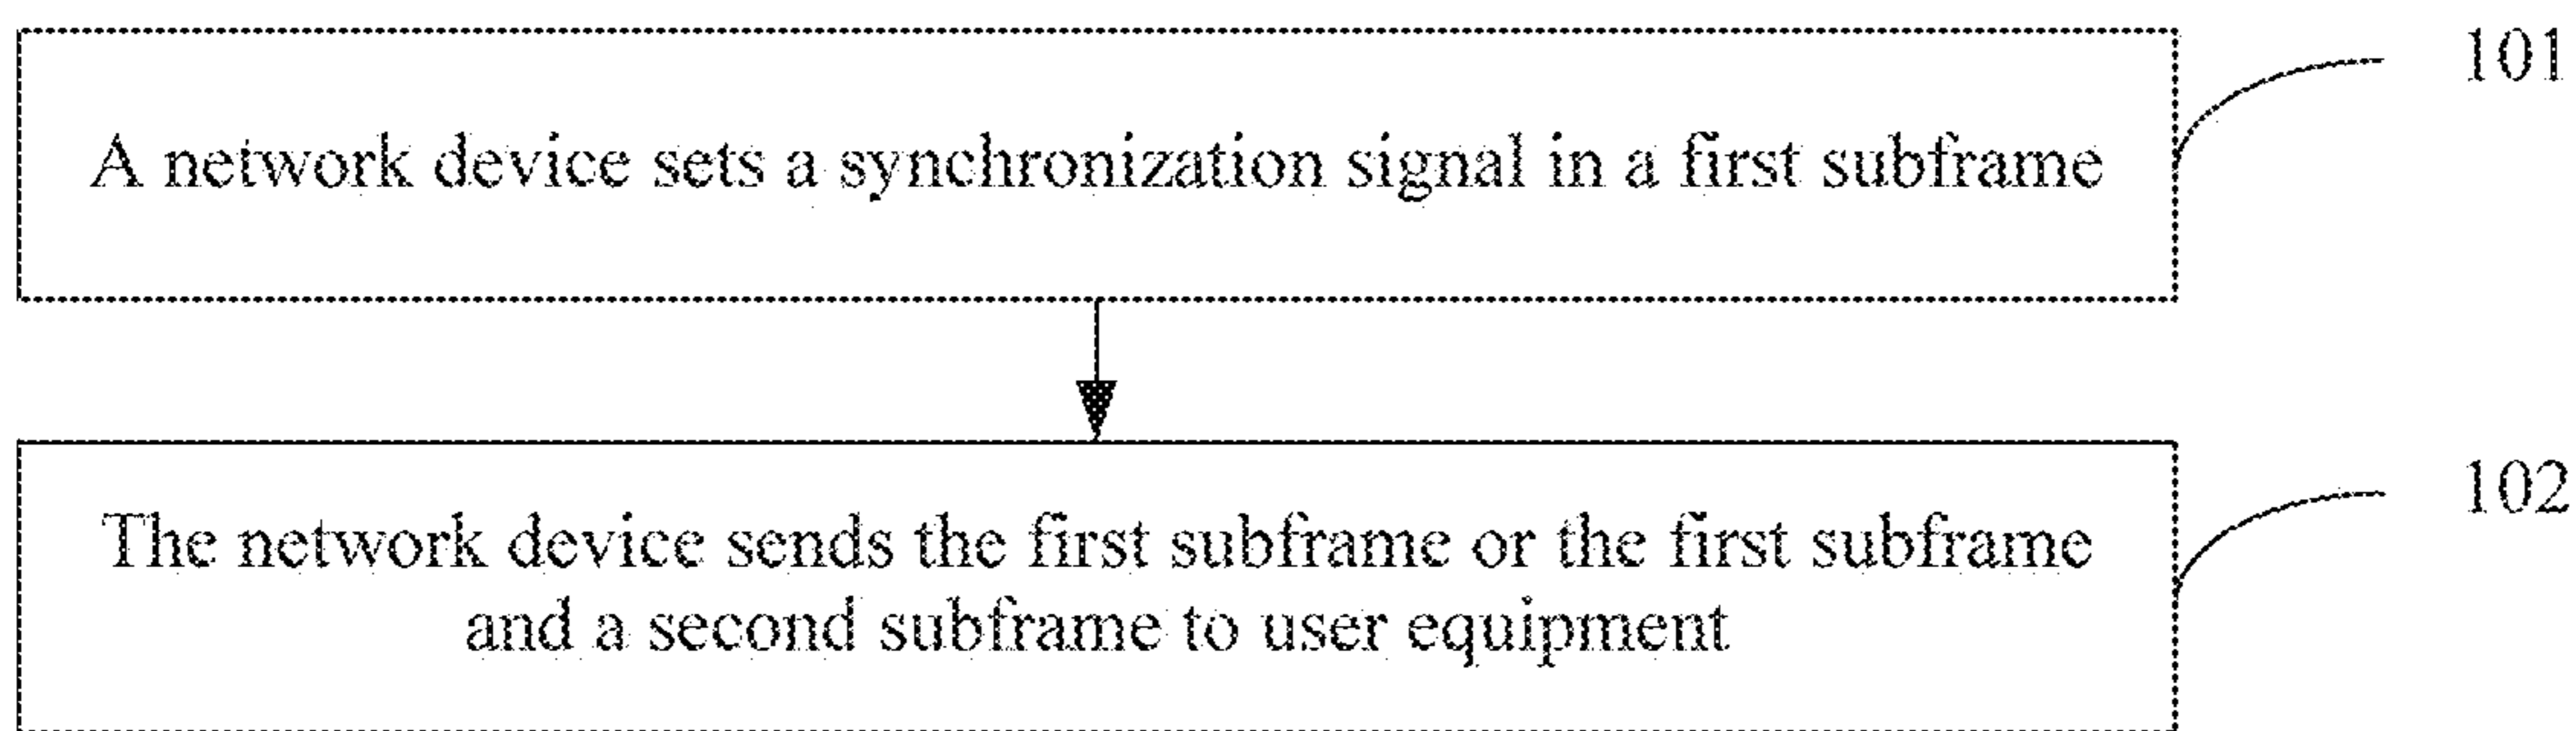 101
A network device sets a synchronization signal in a first subframe
102
The network device sends the first subframe or the first subframe
and a second subframe to user equipment